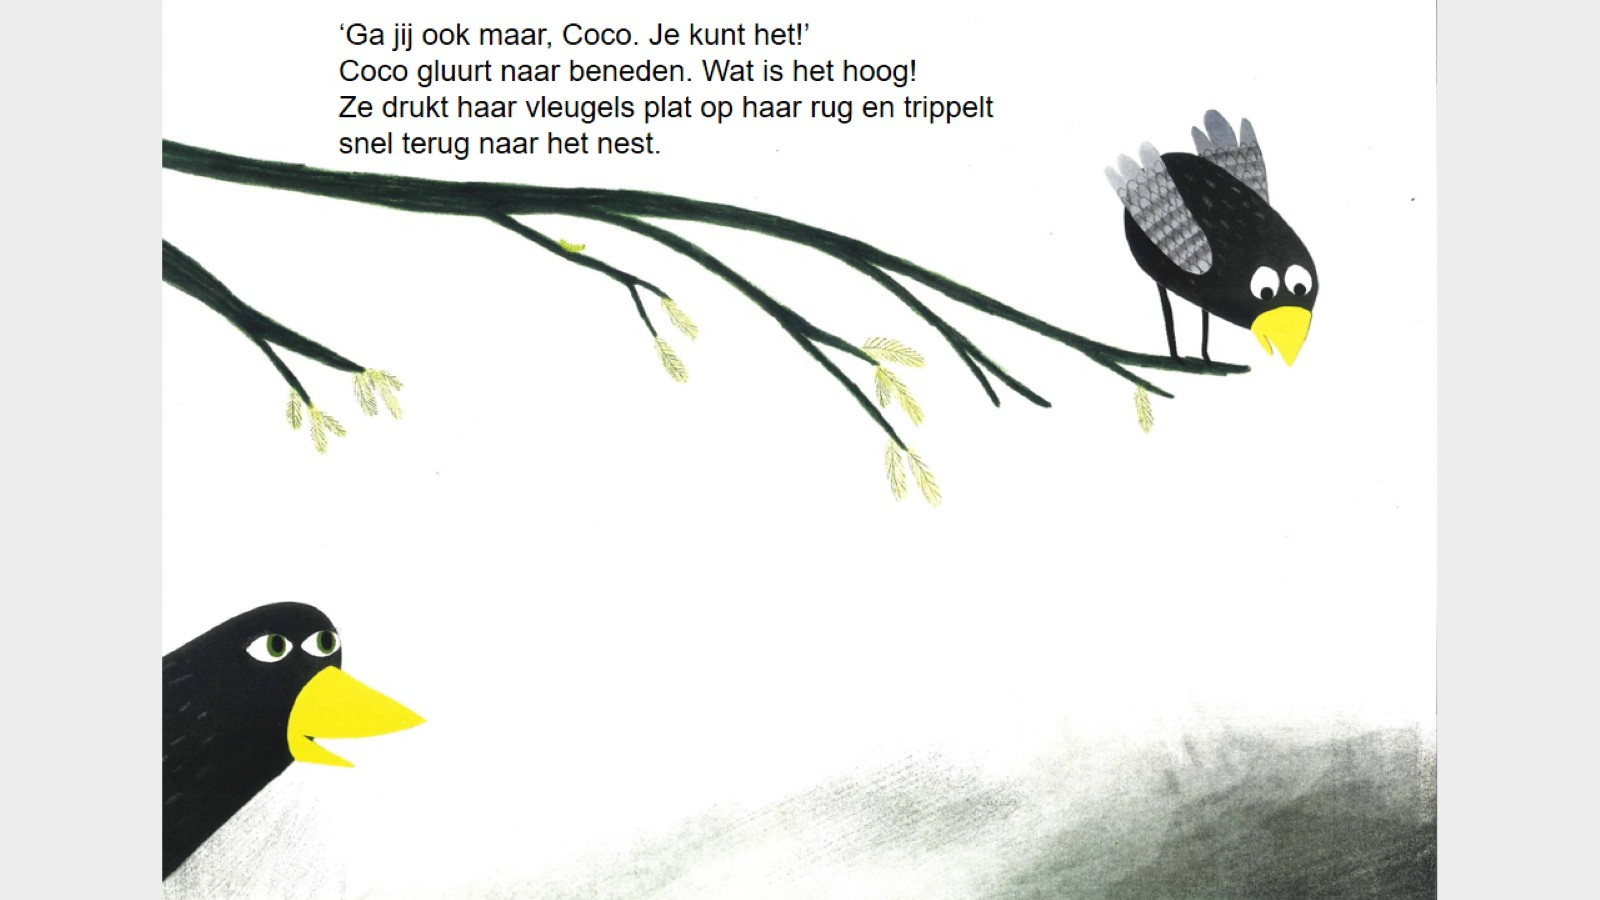 ‘Ga jij ook maar, Coco. Je kunt het!’
Coco gluurt naar beneden. Wat is het hoog!
Ze drukt haar vleugels plat op haar rug en trippelt
snel terug naar het nest.